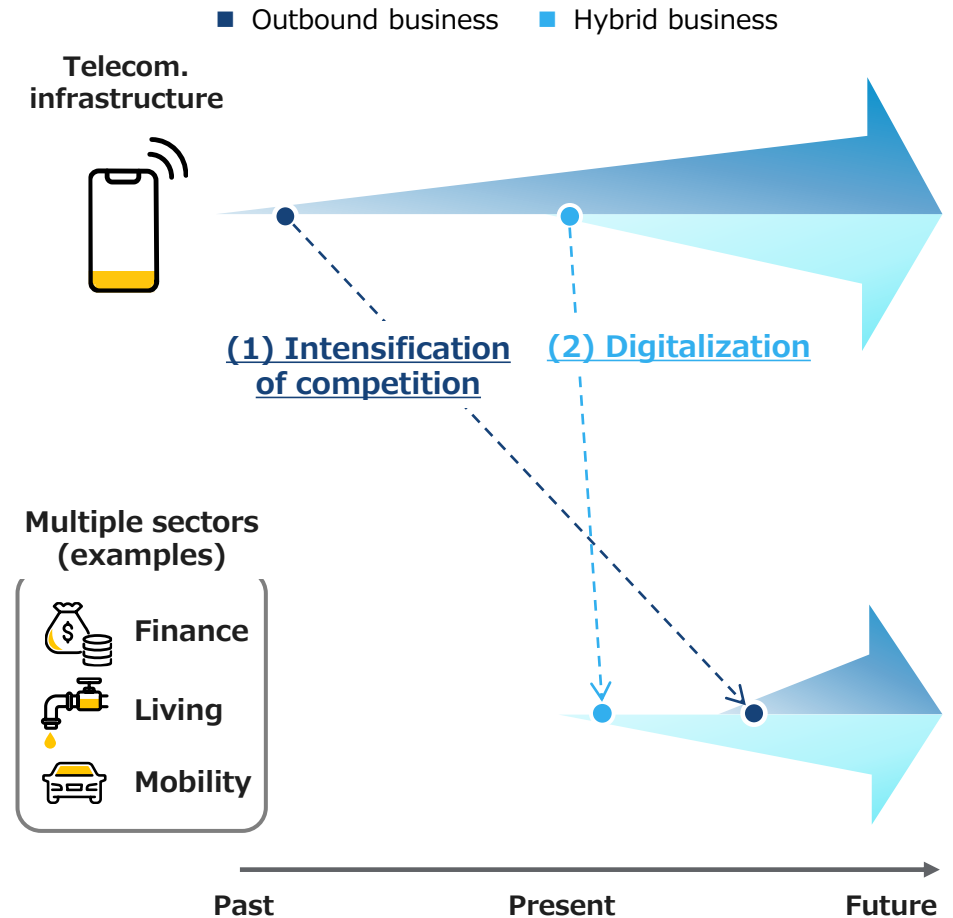 Outbound business
Hybrid business
Telecom.
infrastructure
(1) Intensification
of competition
(2) Digitalization
Multiple sectors
(examples)
$
Finance
Living
Mobility
Past
Present
Future